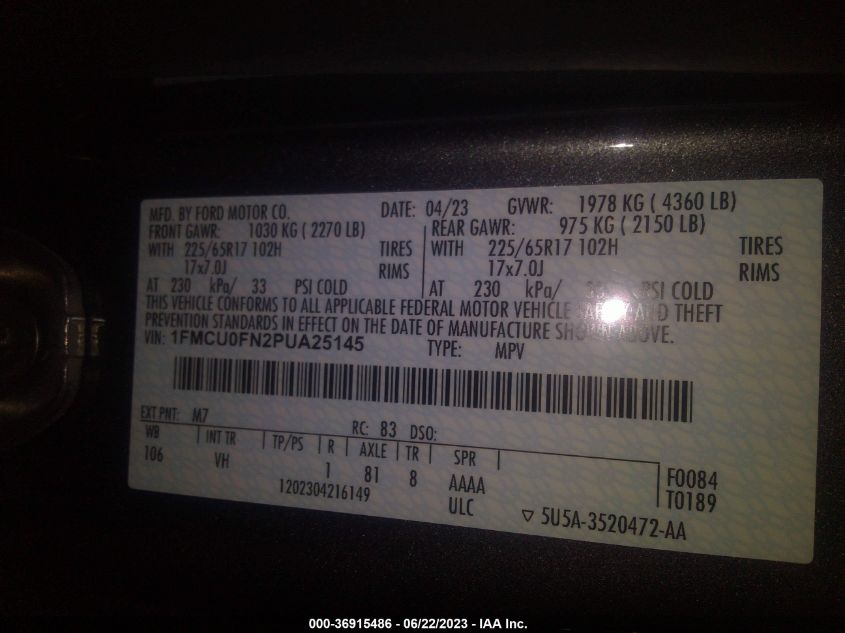 MFD. BY FORD MOTOR CO. DATE: 04/23 GVWR: 1978 KG ( 4360 LB)
FRONT GAWR: 1030 KG ( 2270 LB) REAR GAWR: 975 KG ( 2150 LB)
WITH 225/65R17 102H TIRES WITH 225/65R17 102H TIRES
17x7.0J RIMS 17x7.0J RIMS
AT 230 kPa/ 33 PSI COLD AT 230 kPa/ PSI COLD
THIS VEHICLE CONFORMS TO ALL APPLICABLE FEDERAL MOTOR VEHICLE AND THEFT
PREVENTION STANDARDS IN EFFECT ON THE DATE OF MANUFACTURE SHOWN ABOVE.
VIN: 1FMCU0FN2PUA25145 TYPE: MPV
EXT PNT: M7 RC: 83 DSO:
WB INT TR TP/PS R AXLE TR SPR
106 VH 1 81 8 AAAA F0084
1202304216149 ULC T0189
▽ 5U5A-3520472-AA
000-36915486 - 06/22/2023 - IAA Inc.